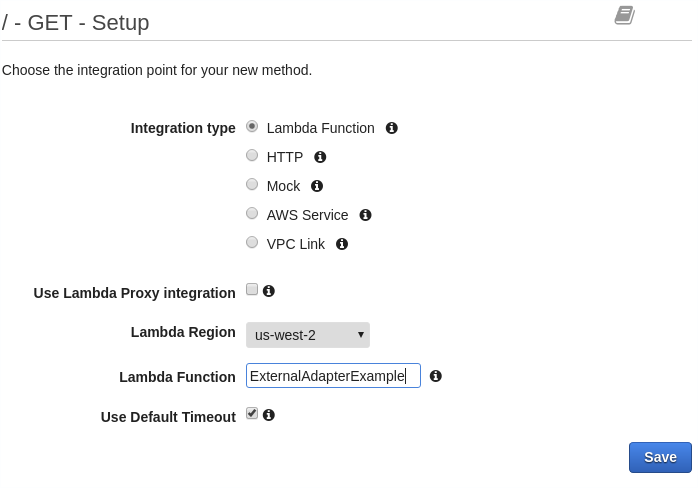 / - GET - Setup
Choose the integration point for your new method.
Integration type
Lambda Function
HTTP
Mock
AWS Service
VPC Link
Use Lambda Proxy integration
Lambda Region us-west-2
Lambda Function ExternalAdapterExample
Use Default Timeout
Save